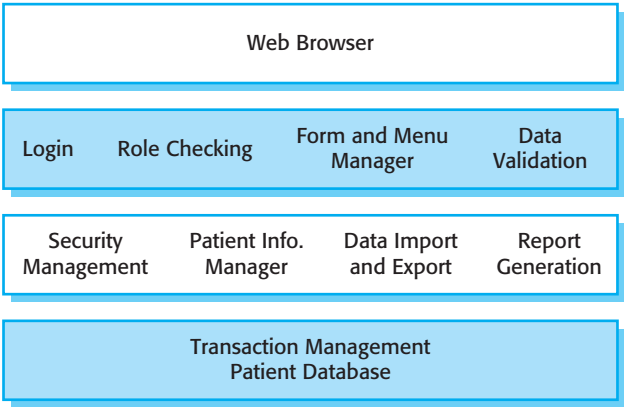 Web Browser
Login Role Checking Form and Menu Manager Data Validation
Security Management Patient Info. Manager Data Import and Export Report Generation
Transaction Management
Patient Database